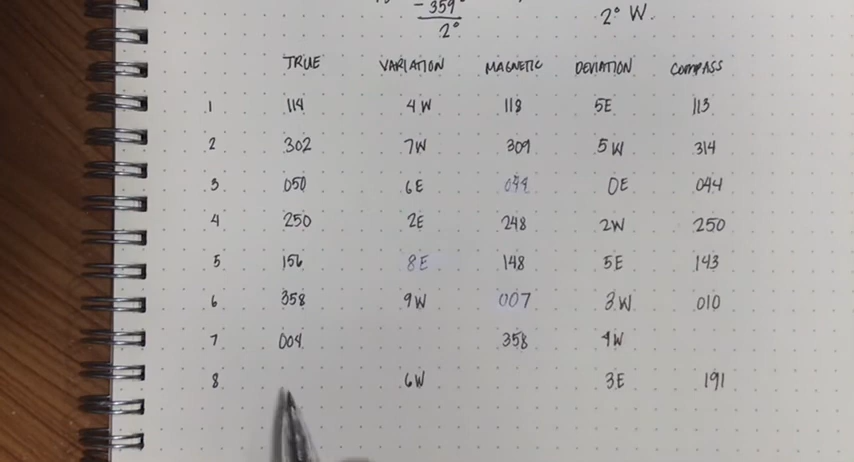 - 359°
2°
2° W.
TRUE VARIATION MAGNETIC DEVIATION COMPASS
1 114 4W 118 5E 113
2 302 7W 309 5W 314
3 050 6E 044 0E 044
4 250 2E 248 2W 250
5 156 8E 148 5E 143
6 358 9W 007 3W 010
7 004 358 4W
8 6W 3E 191